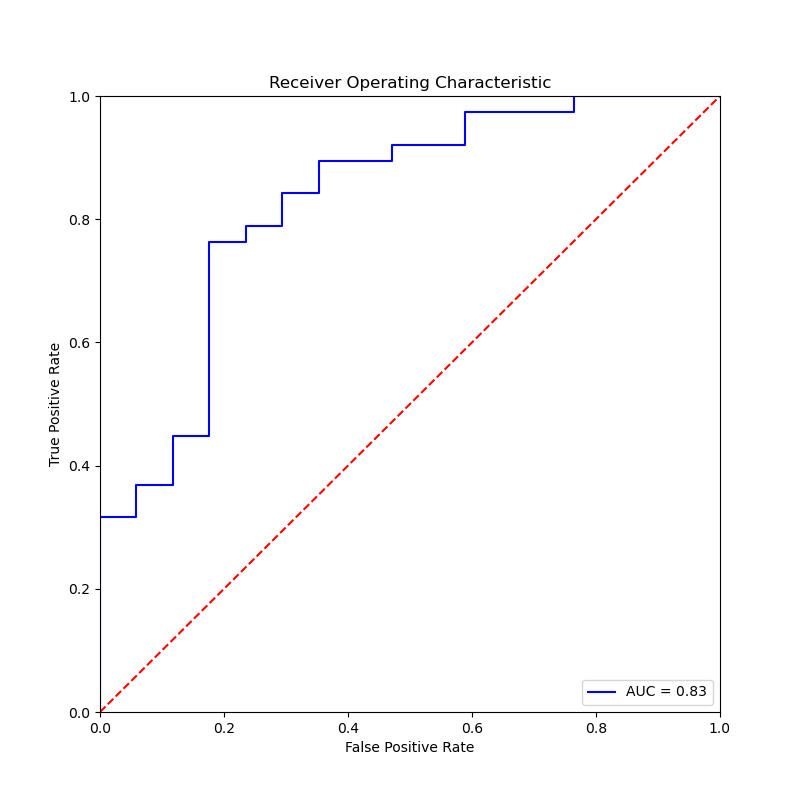 Receiver Operating Characteristic
1.0
0.8
0.6
0.4
0.2
0.0
True Positive Rate
AUC = 0.83
0.0 0.2 0.4 0.6 0.8 1.0
False Positive Rate